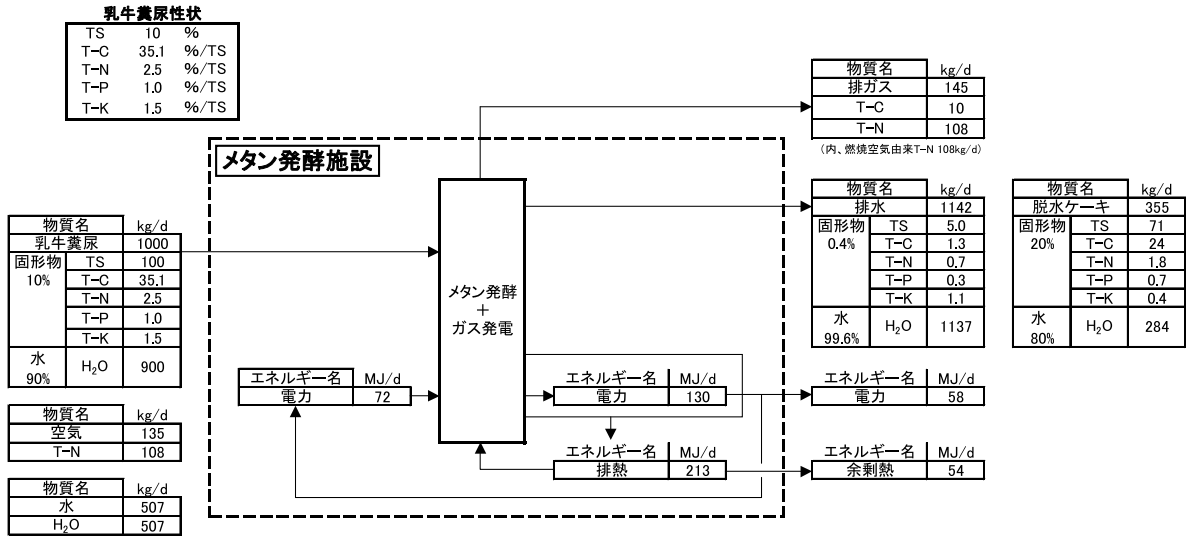 乳牛糞尿性状
TS 10 %
T-C 35.1 %/TS
T-N 2.5 %/TS
T-P 1.0 %/TS
T-K 1.5 %/TS
物質名 kg/d
排ガス 145
T-C 10
T-N 108
(内、燃焼空気由来T-N 108kg/d)
メタン発酵施設
物質名 kg/d
乳牛糞尿 1000
固形物 TS 100
10% T-C 35.1
T-N 2.5
T-P 1.0
T-K 1.5
水 H₂O 900
90%
物質名 kg/d
空気 135
T-N 108
物質名 kg/d
水 507
H₂O 507
メタン発酵
+
ガス発電
エネルギー名 MJ/d
電力 72
エネルギー名 MJ/d
電力 130
エネルギー名 MJ/d
排熱 213
物質名 kg/d
排水 1142
固形物 TS 5.0
0.4% T-C 1.3
T-N 0.7
T-P 0.3
T-K 1.1
水 H₂O 1137
99.6%
物質名 kg/d
脱水ケーキ 355
固形物 TS 71
20% T-C 24
T-N 1.8
T-P 0.7
T-K 0.4
水 H₂O 284
80%
エネルギー名 MJ/d
電力 58
エネルギー名 MJ/d
余剰熱 54